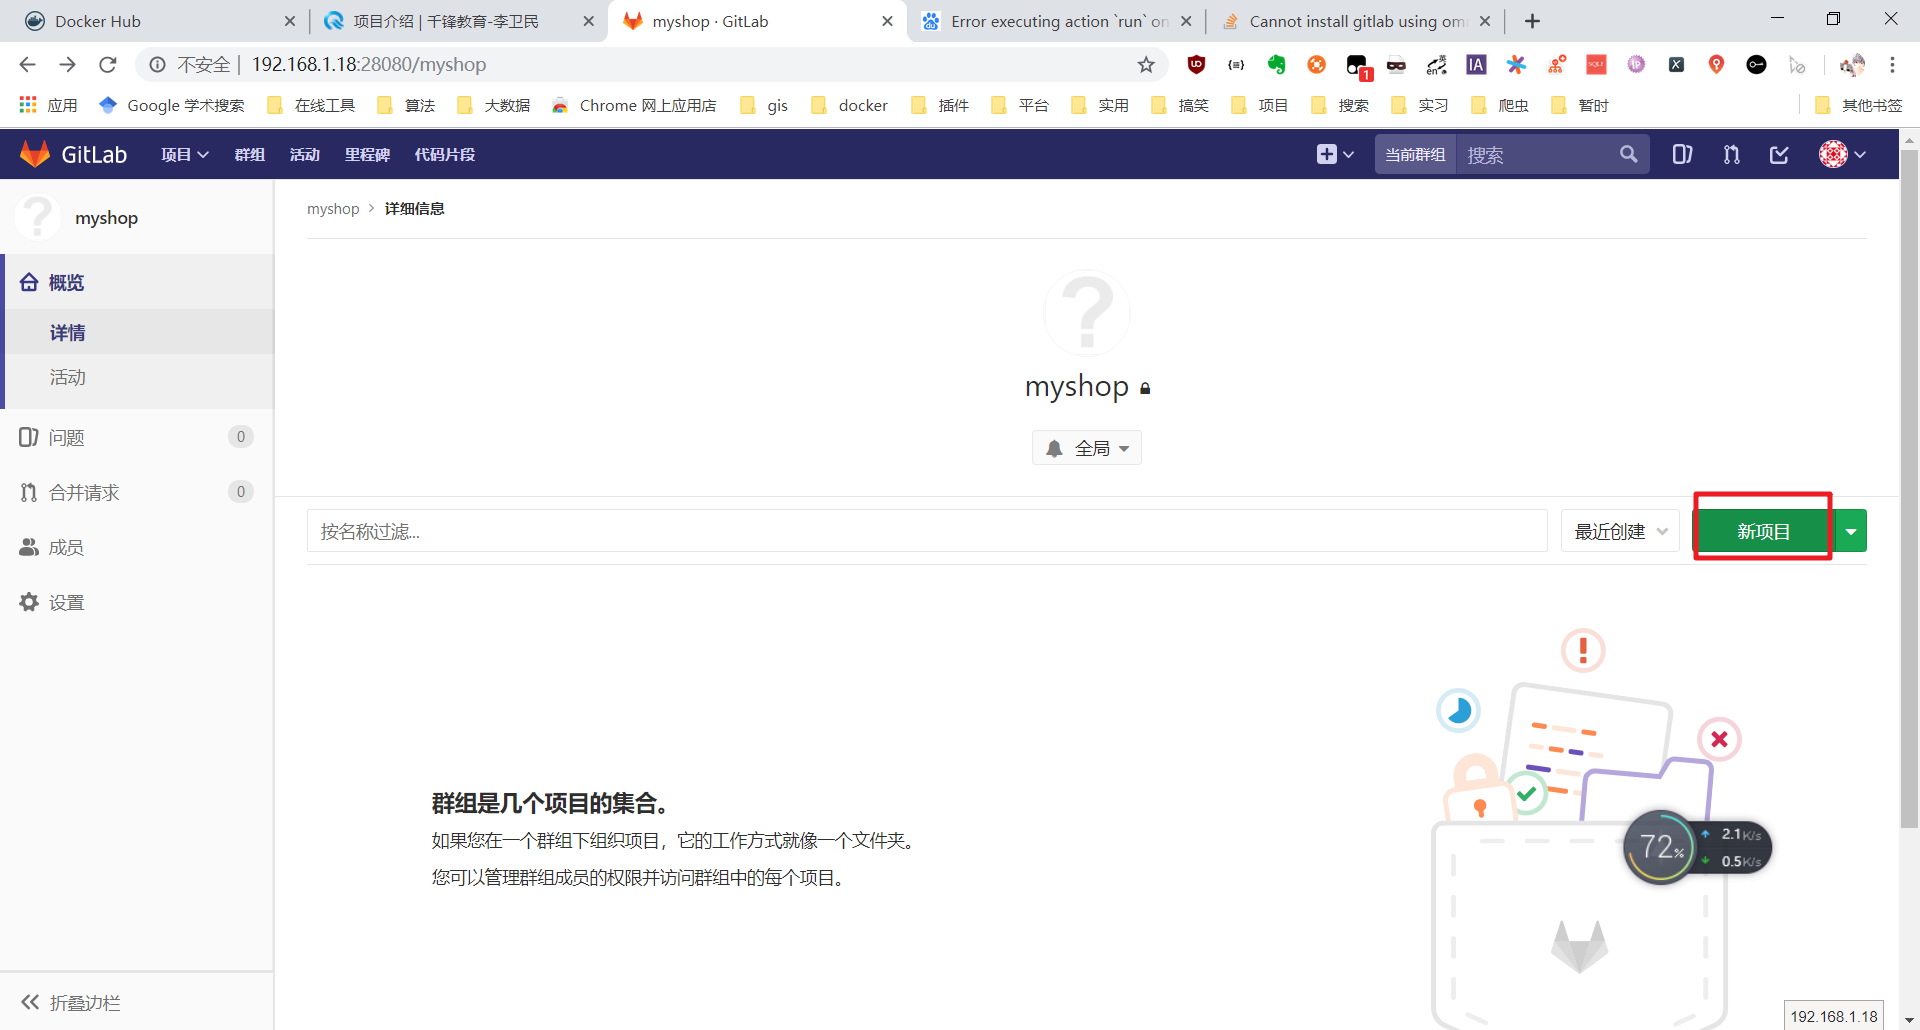 Docker Hub
项目介绍 | 千锋教育-李卫民
myshop · GitLab
Error executing action `run` on
Cannot install gitlab using om
不安全 | 192.168.1.18:28080/myshop
1
应用
Google 学术搜索
在线工具
算法
大数据
Chrome 网上应用店
gis
docker
插件
平台
实用
搞笑
项目
搜索
实习
爬虫
暂时
其他书签
GitLab
项目
群组
活动
里程碑
代码片段
当前群组
搜索
myshop
myshop > 详细信息
概览
详情
活动
问题
0
合并请求
0
成员
设置
myshop
全局
按名称过滤...
最近创建
新项目
群组是几个项目的集合。
如果您在一个群组下组织项目，它的工作方式就像一个文件夹。
您可以管理群组成员的权限并访问群组中的每个项目。
72%
2.1K/s
0.5K/s
折叠边栏
192.168.1.18